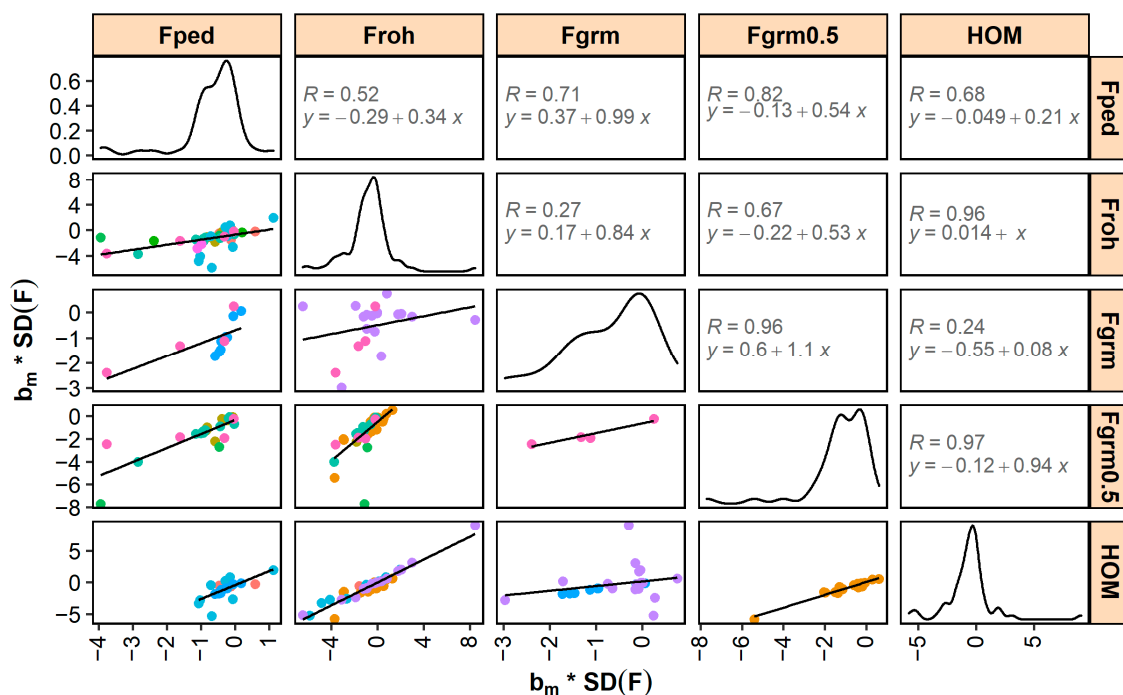 Fped Froh Fgrm Fgrm0.5 HOM
0.6
0.4
0.2
0.0
R = 0.52
y = −0.29 + 0.34 x
R = 0.71
y = 0.37 + 0.99 x
R = 0.82
y = −0.13 + 0.54 x
R = 0.68
y = −0.049 + 0.21 x
Fped
8
4
0
−4
R = 0.27
y = 0.17 + 0.84 x
R = 0.67
y = −0.22 + 0.53 x
R = 0.96
y = 0.014 + x
Froh
b_m * SD(F)
0
−1
−2
−3
R = 0.96
y = 0.6 + 1.1 x
R = 0.24
y = −0.55 + 0.08 x
Fgrm
0
−2
−4
−6
−8
R = 0.97
y = −0.12 + 0.94 x
Fgrm0.5
5
0
−5
HOM
−4 −3 −2 −1 0 1
−4 0 4 8
−3 −2 −1 0
−8 −6 −4 −2 0
−5 0 5
b_m * SD(F)